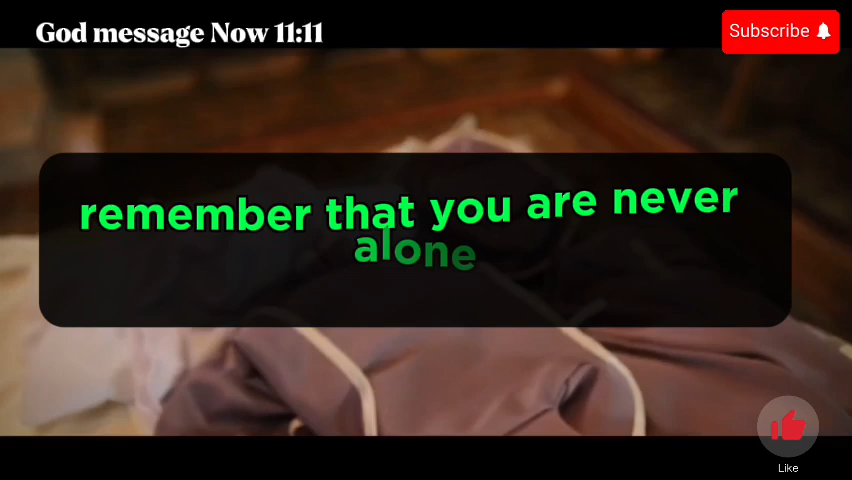 God message Now 11:11
Subscribe
remember that you are never
alone
Like